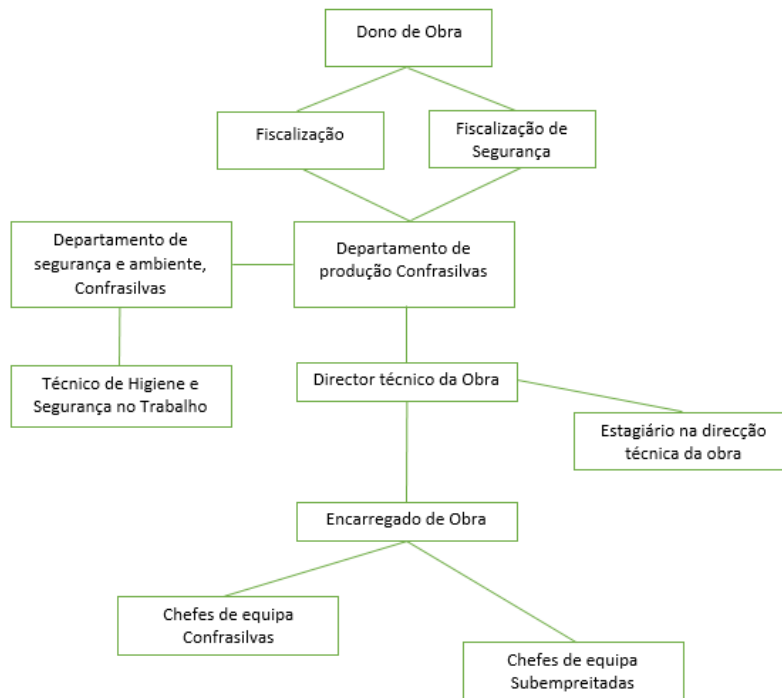 Dono de Obra
Fiscalização
Fiscalização de
Segurança
Departamento de
segurança e ambiente,
Confrasilvas
Departamento de
produção Confrasilvas
Técnico de Higiene e
Segurança no Trabalho
Director técnico da Obra
Estagiário na direcção
técnica da obra
Encarregado de Obra
Chefes de equipa
Confrasilvas
Chefes de equipa
Subempreitadas